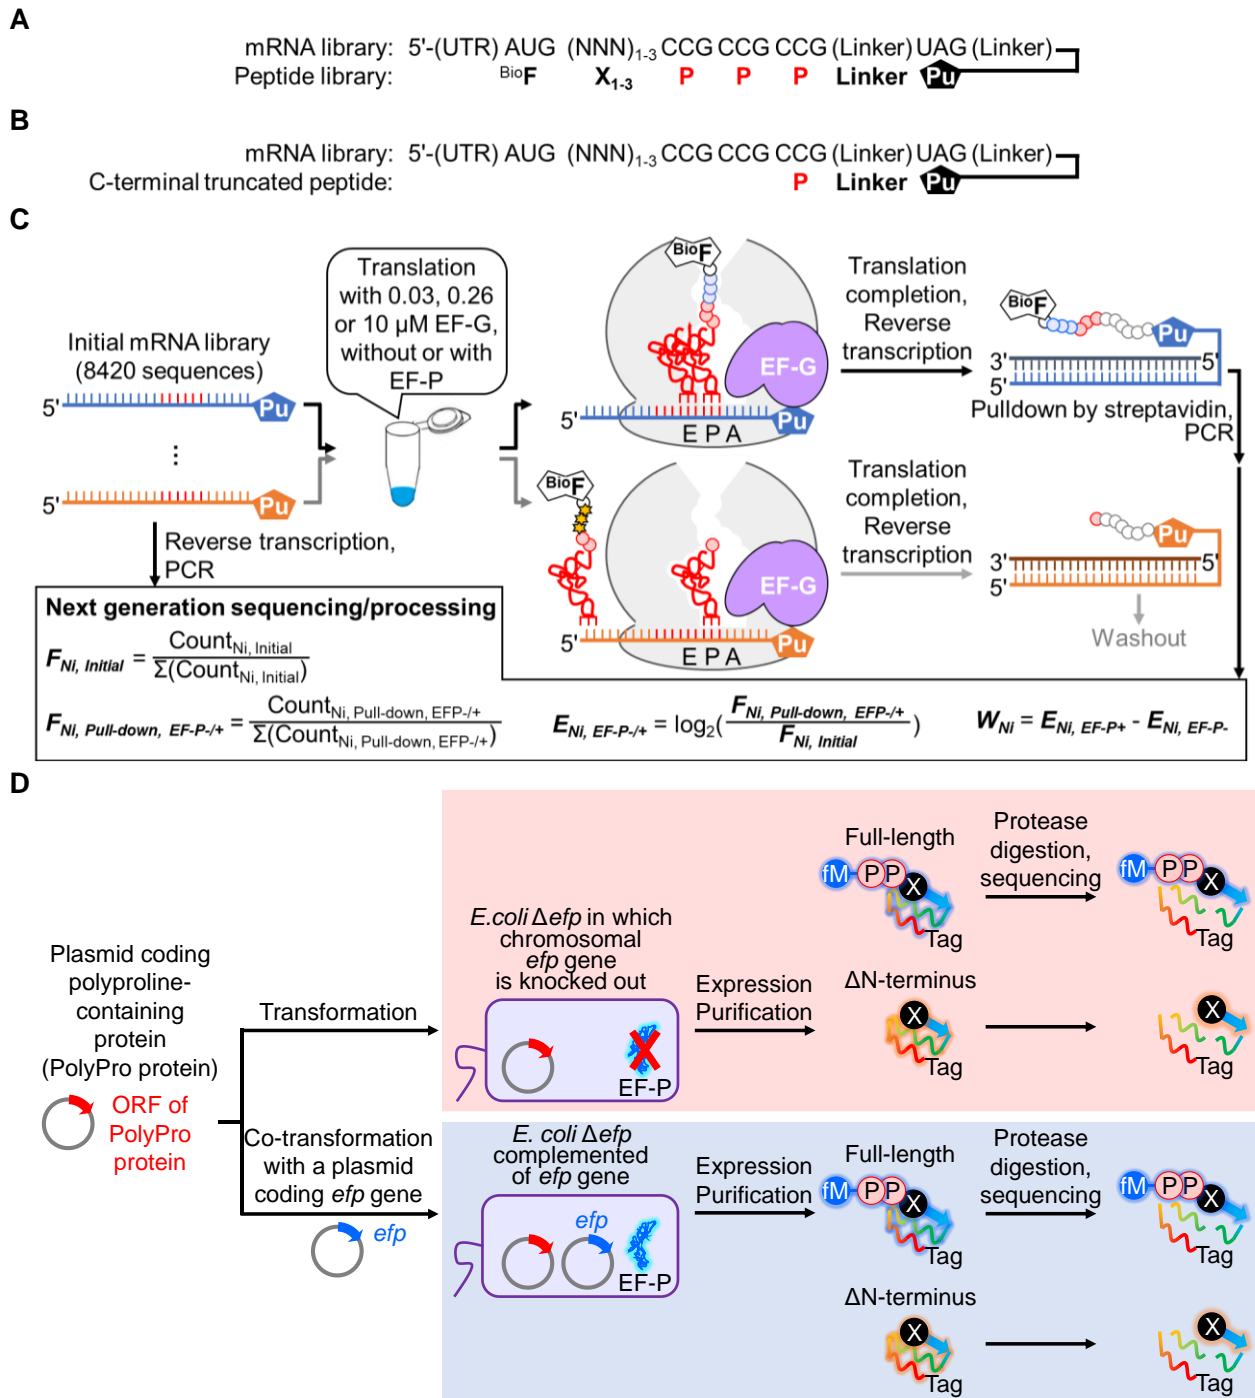 A
mRNA library: 5'-(UTR) AUG (NNN)1-3 CCG CCG CCG (Linker) UAG (Linker)
Peptide library: BioF X1-3 P P P Linker Pu
B
mRNA library: 5'-(UTR) AUG (NNN)1-3 CCG CCG CCG (Linker) UAG (Linker)
C-terminal truncated peptide: P Linker Pu
C
Initial mRNA library
(8420 sequences)
5' Pu
...
5' Pu
Translation
with 0.03, 0.26
or 10 µM EF-G,
without or with
EF-P
BioF
EF-G
5' Pu
E P A
BioF
EF-G
5' Pu
E P A
Translation
completion,
Reverse
transcription
BioF
Pu
3' 5'
5'
Pulldown by streptavidin,
PCR
Translation
completion,
Reverse
transcription
Pu
3' 5'
5'
Washout
Reverse transcription,
PCR
Next generation sequencing/processing
FNi, Initial = CountNi, Initial / Σ(CountNi, Initial)
FNi, Pull-down, EF-P-/+ = CountNi, Pull-down, EFP-/+ / Σ(CountNi, Pull-down, EFP-/+)
ENi, EF-P-/+ = log2(FNi, Pull-down, EFP-/+ / FNi, Initial)
WNi = ENi, EF-P+ - ENi, EF-P-
D
Plasmid coding
polyproline-
containing
protein
(PolyPro protein)
ORF of
PolyPro
protein
Transformation
Co-transformation
with a plasmid
coding efp gene
efp
E.coli Δefp in which
chromosomal
efp gene
is knocked out
EF-P
Expression
Purification
Full-length
fM P P X
Tag
Protease
digestion,
sequencing
fM P P X
Tag
ΔN-terminus
X
Tag
X
Tag
E. coli Δefp
complemented
of efp gene
efp
EF-P
Expression
Purification
Full-length
fM P P X
Tag
Protease
digestion,
sequencing
fM P P X
Tag
ΔN-terminus
X
Tag
X
Tag